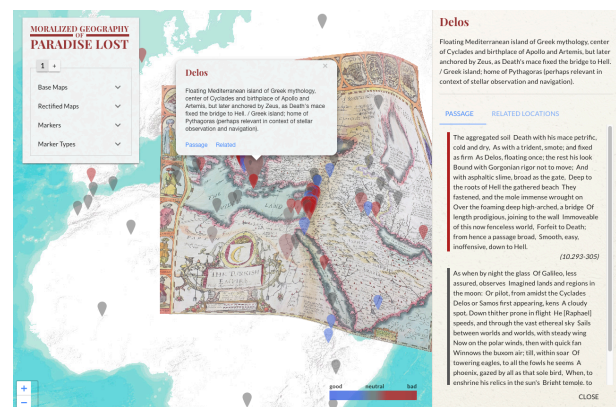 MORALIZED GEOGRAPHY
OF
PARADISE LOST
1 +
Base Maps
Rectified Maps
Markers
Marker Types
Delos
×
Floating Mediterranean island of Greek mythology,
center of Cyclades and birthplace of Apollo and
Artemis, but later anchored by Zeus, as Death's mace
fixed the bridge to Hell. / Greek island; home of
Pythagoras (perhaps relevant in context of stellar
observation and navigation).
Passage Related
THE TURKISH
EMPIRE
good neutral bad
+
−
Delos
Floating Mediterranean island of Greek mythology, center
of Cyclades and birthplace of Apollo and Artemis, but later
anchored by Zeus, as Death's mace fixed the bridge to Hell.
/ Greek island; home of Pythagoras (perhaps relevant in
context of stellar observation and navigation).
PASSAGE RELATED LOCATIONS
The aggregated soil Death with his mace petrific,
cold and dry, As with a trident, smote; and fixed
as firm As Delos, floating once; the rest his look
Bound with Gorgonian rigor not to move; And
with asphaltic slime, broad as the gate, Deep to
the roots of Hell the gathered beach They
fastened, and the mole immense wrought on
Over the foaming deep high-arched, a bridge Of
length prodigious, joining to the wall Immoveable
of this now fenceless world, Forfeit to Death;
from hence a passage broad, Smooth, easy,
inoffensive, down to Hell.
(10.293-305)
As when by night the glass Of Galileo, less
assured, observes Imagined lands and regions in
the moon: Or pilot, from amidst the Cyclades
Delos or Samos first appearing, kens A cloudy
spot. Down thither prone in flight He [Raphael]
speeds, and through the vast ethereal sky Sails
between worlds and worlds, with steady wing
Now on the polar winds, then with quick fan
Winnows the buxom air; till, within soar Of
towering eagles, to all the fowls he seems A
phoenix, gazed by all as that sole bird, When, to
enshrine his relics in the sun's Bright temple, to
CLOSE